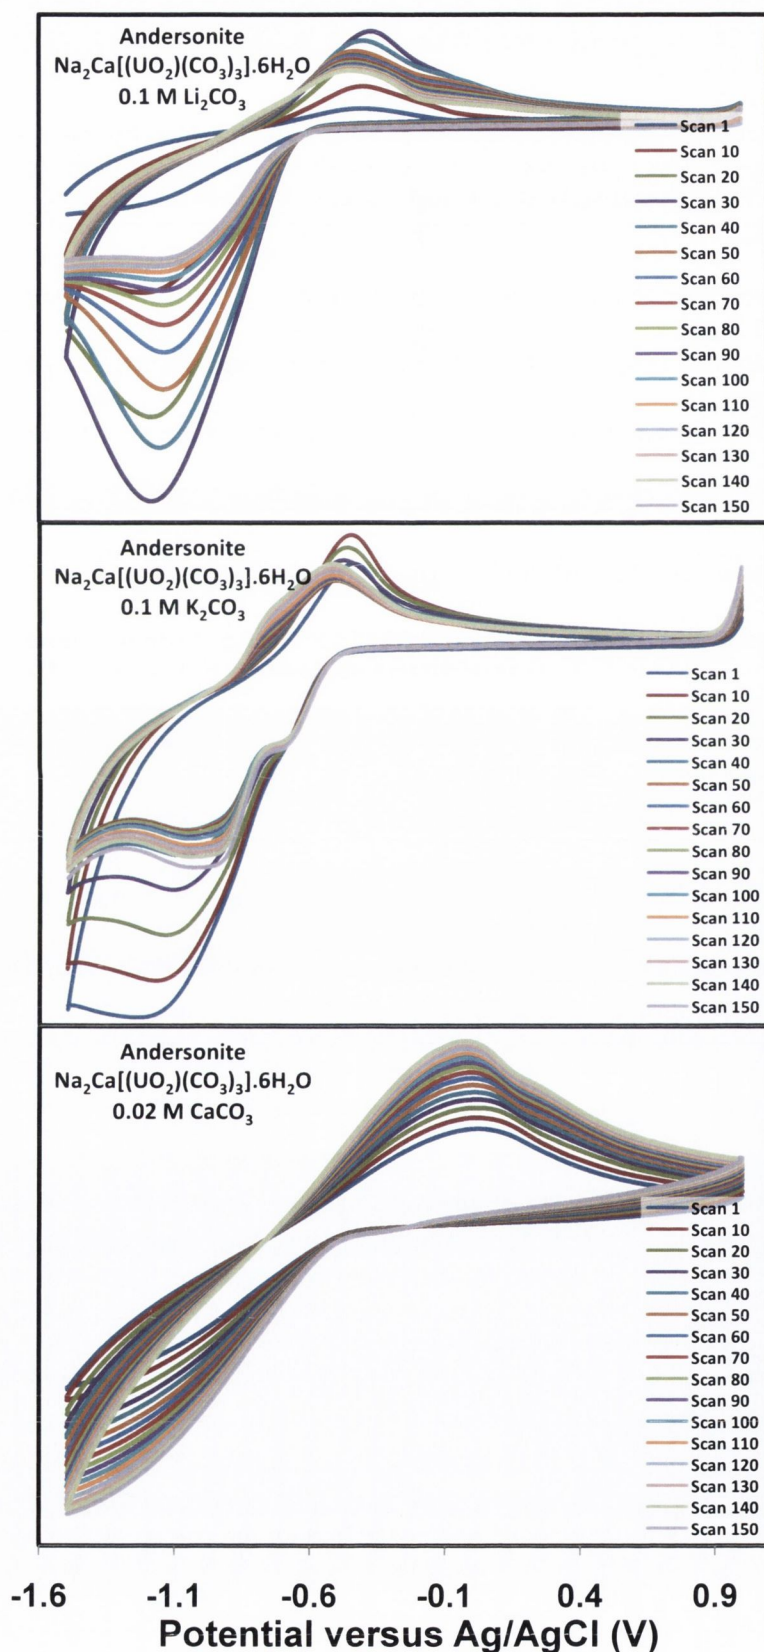 Andersonite
Na₂Ca[(UO₂)(CO₃)₃].6H₂O
0.1 M Li₂CO₃
Scan 1
Scan 10
Scan 20
Scan 30
Scan 40
Scan 50
Scan 60
Scan 70
Scan 80
Scan 90
Scan 100
Scan 110
Scan 120
Scan 130
Scan 140
Scan 150
Andersonite
Na₂Ca[(UO₂)(CO₃)₃].6H₂O
0.1 M K₂CO₃
Scan 1
Scan 10
Scan 20
Scan 30
Scan 40
Scan 50
Scan 60
Scan 70
Scan 80
Scan 90
Scan 100
Scan 110
Scan 120
Scan 130
Scan 140
Scan 150
Andersonite
Na₂Ca[(UO₂)(CO₃)₃].6H₂O
0.02 M CaCO₃
Scan 1
Scan 10
Scan 20
Scan 30
Scan 40
Scan 50
Scan 60
Scan 70
Scan 80
Scan 90
Scan 100
Scan 110
Scan 120
Scan 130
Scan 140
Scan 150
-1.6 -1.1 -0.6 -0.1 0.4 0.9
Potential versus Ag/AgCl (V)